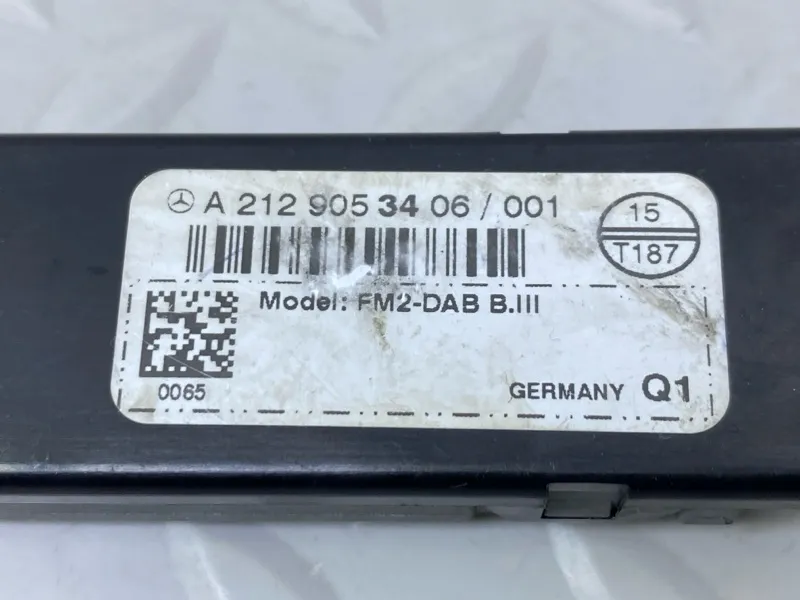 A 212 905 34 06 / 001
15
T187
Model: FM2-DAB B.III
0065
GERMANY Q1